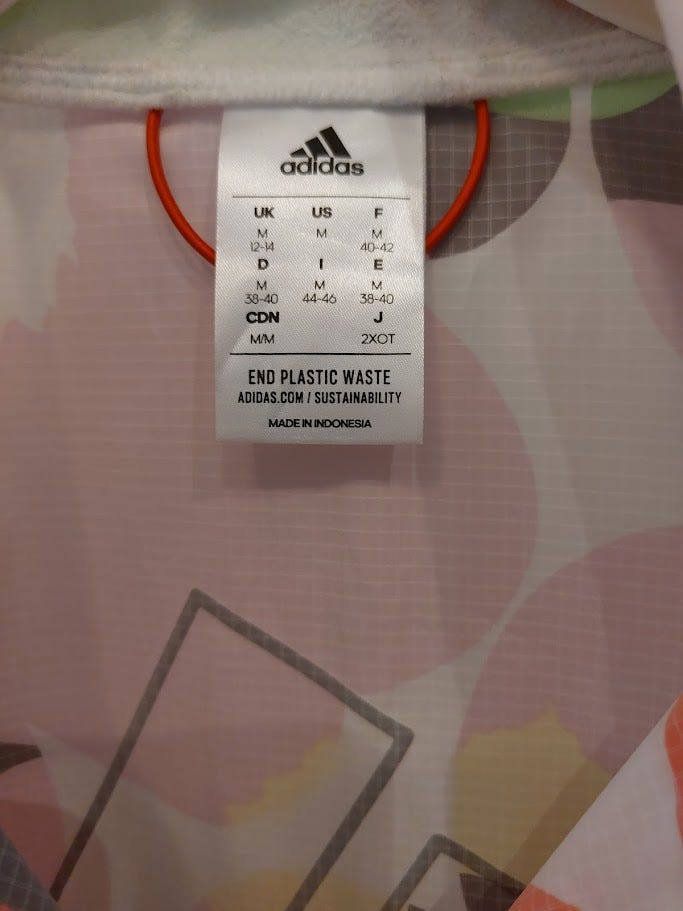 adidas
UK US F
M M M
12-14 40-42
D I E
M M M
38-40 44-46 38-40
CDN J
M/M 2XOT
END PLASTIC WASTE
ADIDAS.COM / SUSTAINABILITY
MADE IN INDONESIA